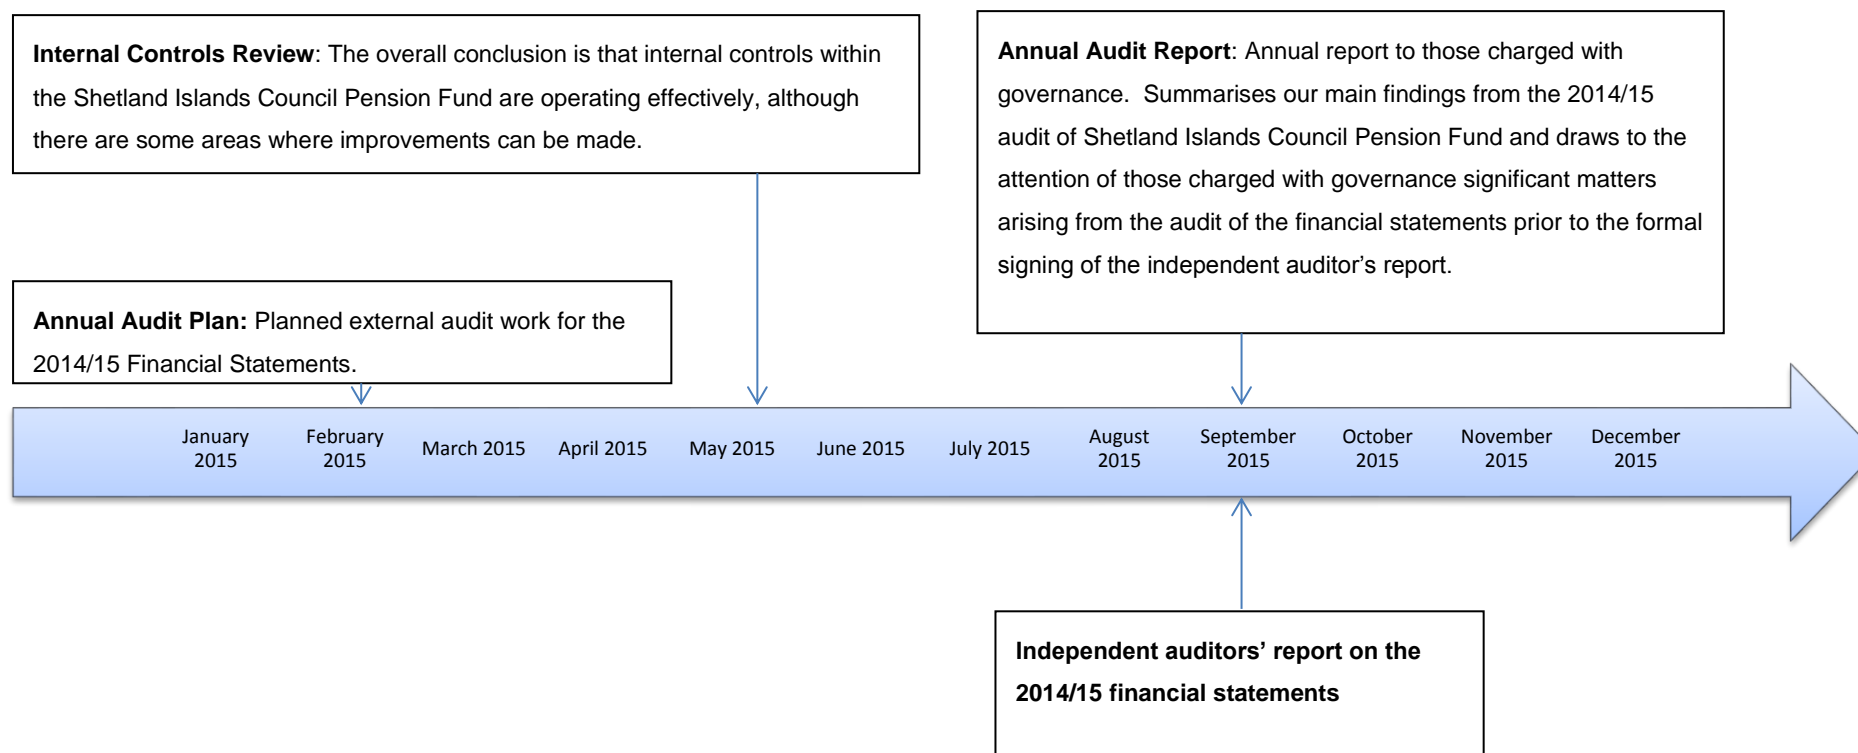 Internal Controls Review: The overall conclusion is that internal controls within
the Shetland Islands Council Pension Fund are operating effectively, although
there are some areas where improvements can be made.
Annual Audit Report: Annual report to those charged with
governance. Summarises our main findings from the 2014/15
audit of Shetland Islands Council Pension Fund and draws to the
attention of those charged with governance significant matters
arising from the audit of the financial statements prior to the formal
signing of the independent auditor’s report.
Annual Audit Plan: Planned external audit work for the
2014/15 Financial Statements.
January
2015
February
2015
March 2015
April 2015
May 2015
June 2015
July 2015
August
2015
September
2015
October
2015
November
2015
December
2015
Independent auditors’ report on the
2014/15 financial statements